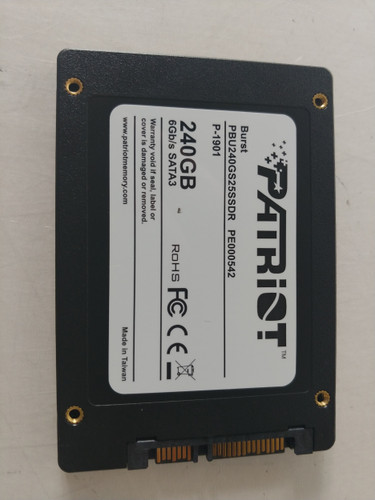 PATRIOT™
Burst
PBU240GS25SSDR PE000542
P-1901
240GB
6Gb/s SATA3
RoHS FC CE
Warranty void if seal, label or
cover is damaged or removed.
www.patriotmemory.com
Made in Taiwan